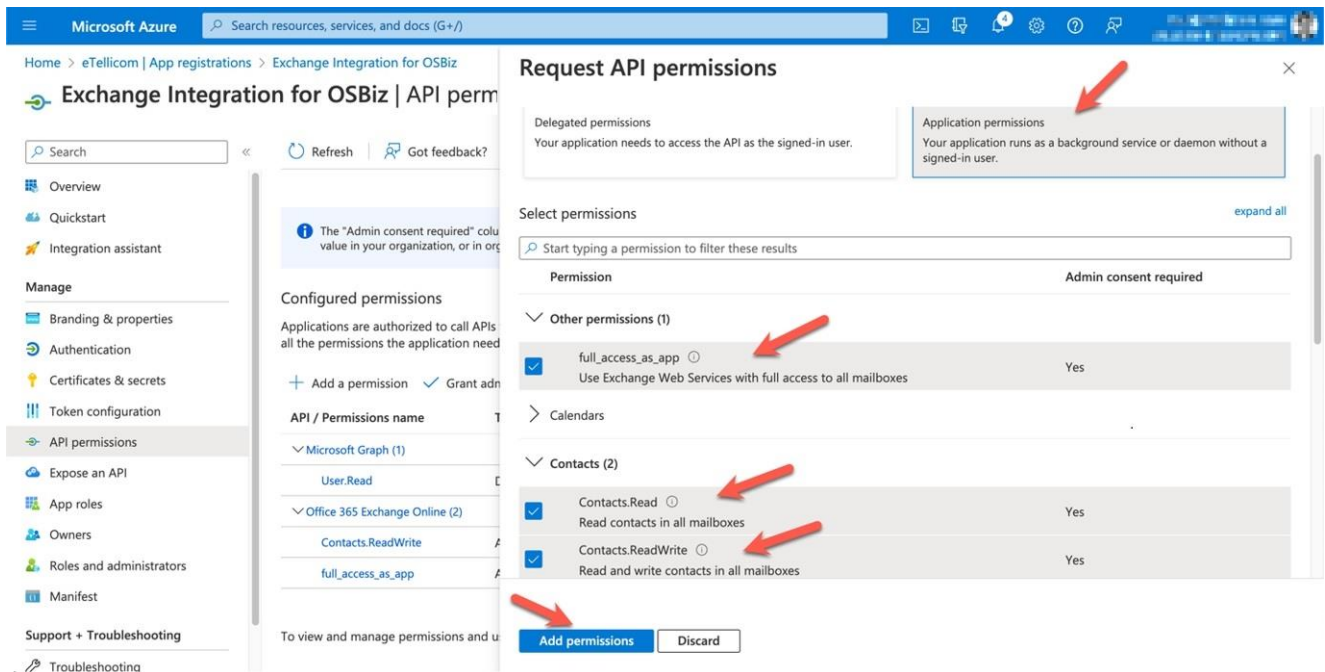 Microsoft Azure
Search resources, services, and docs (G+/)
4
Home > eTellicom | App registrations > Exchange Integration for OSBiz
Exchange Integration for OSBiz | API perm
Search
«
Refresh
Got feedback?
Overview
Quickstart
Integration assistant
Manage
Branding & properties
Authentication
Certificates & secrets
Token configuration
API permissions
Expose an API
App roles
Owners
Roles and administrators
Manifest
Support + Troubleshooting
Troubleshooting
The "Admin consent required" colu
value in your organization, or in org
Configured permissions
Applications are authorized to call APIs
all the permissions the application need
Add a permission
Grant adn
API / Permissions name
T
Microsoft Graph (1)
User.Read
D
Office 365 Exchange Online (2)
Contacts.ReadWrite
A
full_access_as_app
A
To view and manage permissions and u
Request API permissions
Delegated permissions
Your application needs to access the API as the signed-in user.
Application permissions
Your application runs as a background service or daemon without a
signed-in user.
Select permissions
expand all
Start typing a permission to filter these results
Permission
Admin consent required
Other permissions (1)
full_access_as_app
Use Exchange Web Services with full access to all mailboxes
Yes
Calendars
Contacts (2)
Contacts.Read
Read contacts in all mailboxes
Yes
Contacts.ReadWrite
Read and write contacts in all mailboxes
Yes
Add permissions
Discard